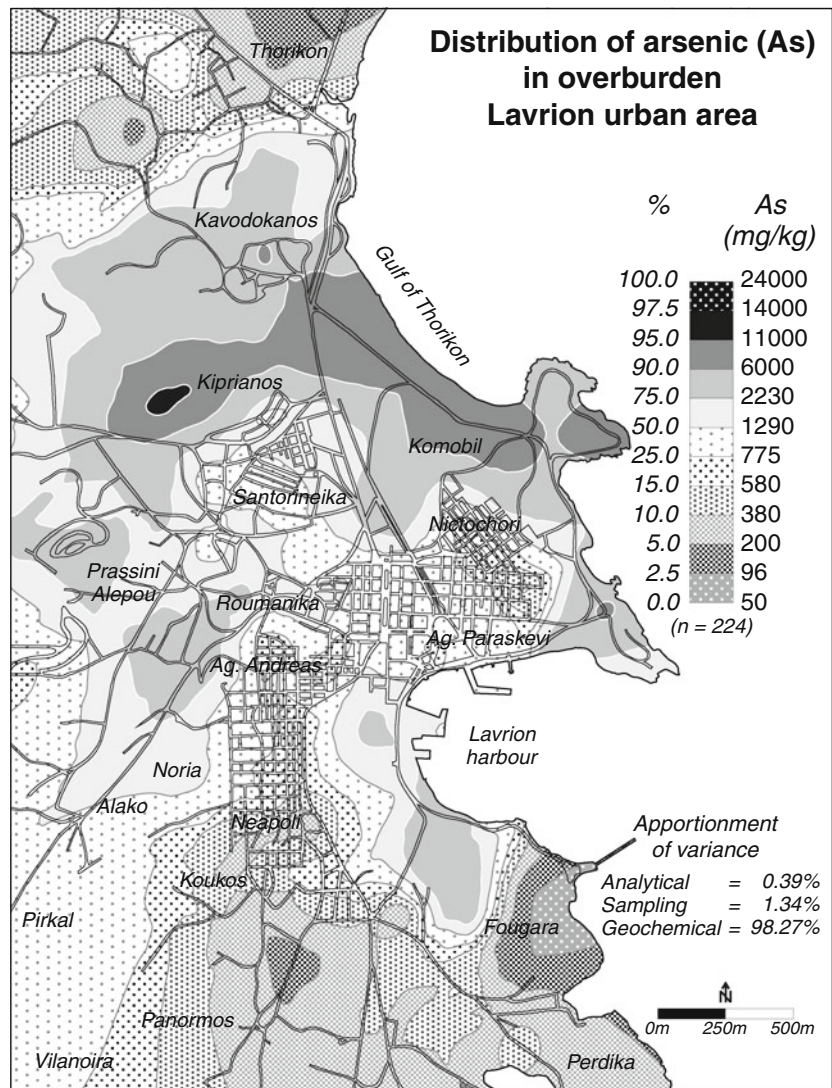 Distribution of arsenic (As)
in overburden
Lavrion urban area
Thorikon
Kavodokanos
Gulf of Thorikon
Kiprianos
Komobil
Santorineika
Nictochori
Prassini
Alepou
Roumanika
Ag. Paraskevi
Ag. Andreas
Lavrion
harbour
Noria
Alako
Neapoli
Koukos
Pirkal
Fougara
Panormos
Vilanoira
Perdika
% As
(mg/kg)
100.0 24000
97.5 14000
95.0 11000
90.0 6000
75.0 2230
50.0 1290
25.0 775
15.0 580
10.0 380
5.0 200
2.5 96
0.0 50
(n = 224)
Apportionment
of variance
Analytical = 0.39%
Sampling = 1.34%
Geochemical = 98.27%
N
0m 250m 500m